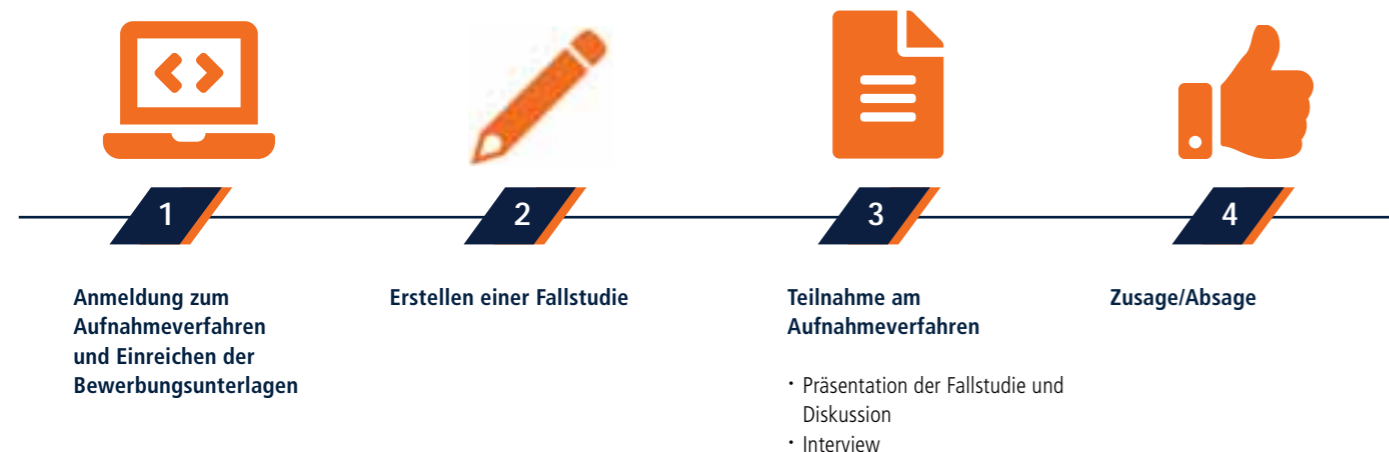 1
Anmeldung zum
Aufnahmeverfahren
und Einreichen der
Bewerbungsunterlagen
2
Erstellen einer Fallstudie
3
Teilnahme am
Aufnahmeverfahren
· Präsentation der Fallstudie und
Diskussion
· Interview
4
Zusage/Absage